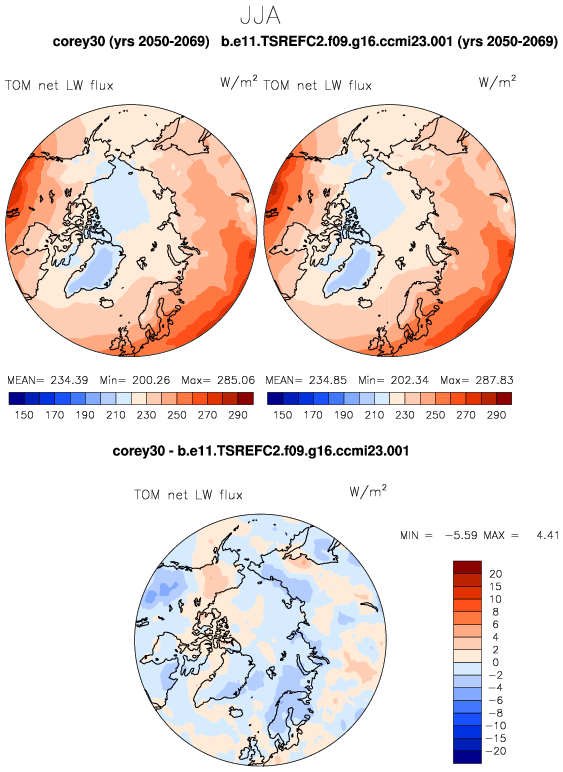 JJA
corey30 (yrs 2050-2069) b.e11.TSREFC2.f09.g16.ccmi23.001 (yrs 2050-2069)
TOM net LW flux W/m² TOM net LW flux W/m²
MEAN= 234.39 Min= 200.26 Max= 285.06 MEAN= 234.85 Min= 202.34 Max= 287.83
150 170 190 210 230 250 270 290 150 170 190 210 230 250 270 290
corey30 - b.e11.TSREFC2.f09.g16.ccmi23.001
TOM net LW flux W/m²
MIN = -5.59 MAX = 4.41
20
15
10
8
6
4
2
0
-2
-4
-6
-8
-10
-15
-20